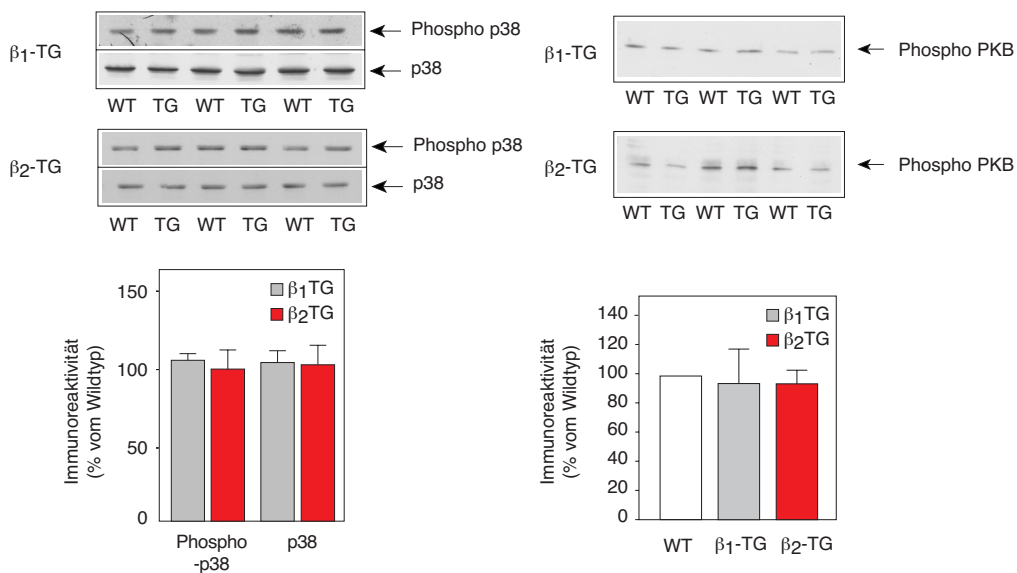 β1-TG
Phospho p38
p38
WT TG WT TG WT TG
β2-TG
Phospho p38
p38
WT TG WT TG WT TG
β1-TG
Phospho PKB
WT TG WT TG WT TG
β2-TG
Phospho PKB
WT TG WT TG WT TG
Immunoreaktivität
(% vom Wildtyp)
150
100
50
0
β1TG
β2TG
Phospho
-p38
p38
Immunoreaktivität
(% vom Wildtyp)
140
120
100
80
60
40
20
0
β1TG
β2TG
WT β1-TG β2-TG